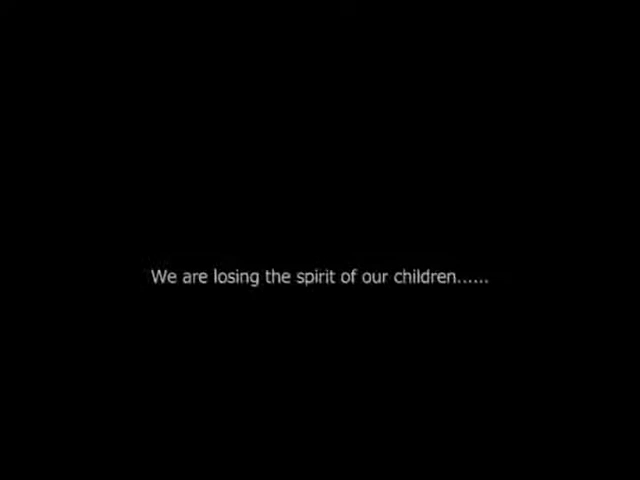 We are losing the spirit of our children......